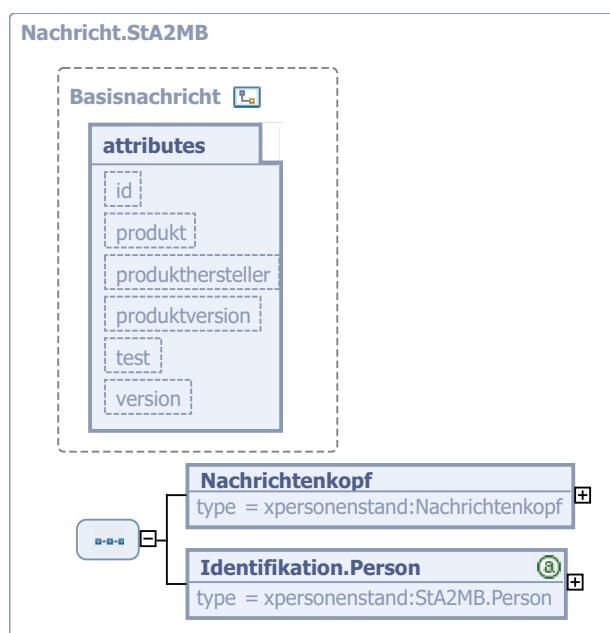 Nachricht.StA2MB
Basisnachricht
attributes
id
produkt
produkthersteller
produktversion
test
version
Nachrichtenkopf
type = xpersonenstand:Nachrichtenkopf
Identifikation.Person
type = xpersonenstand:StA2MB.Person